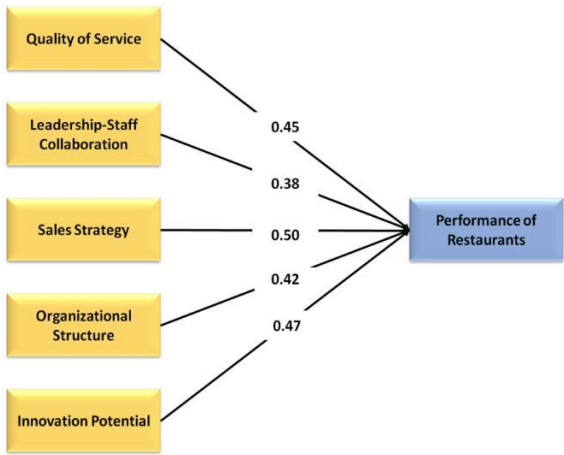 Quality of Service
0.45
Leadership-Staff
Collaboration
0.38
Sales Strategy
0.50
Performance of
Restaurants
0.42
Organizational
Structure
0.47
Innovation Potential